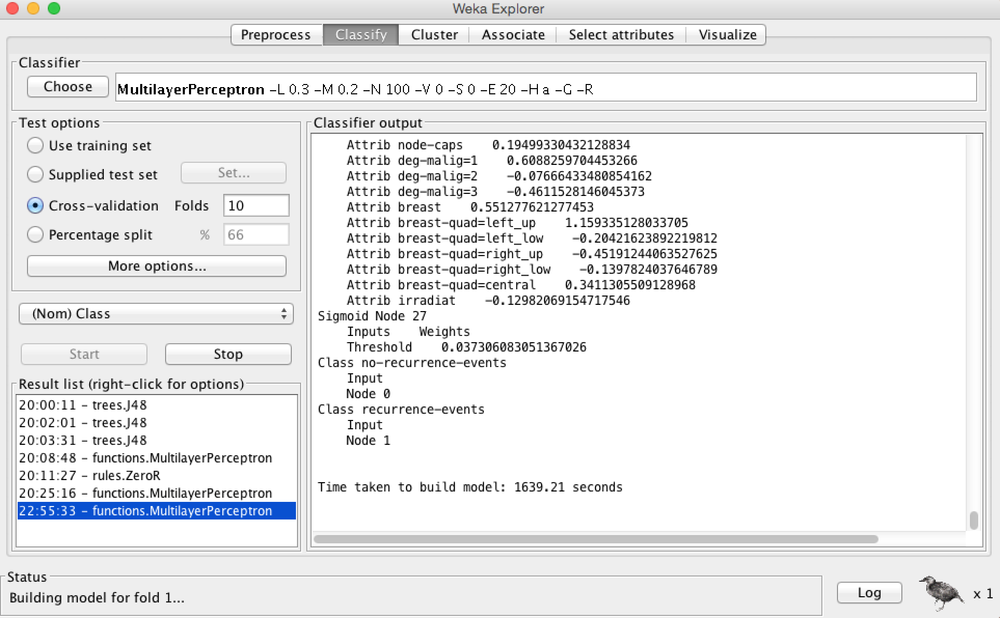 Weka Explorer
Preprocess Classify Cluster Associate Select attributes Visualize
Classifier
Choose MultilayerPerceptron -L 0.3 -M 0.2 -N 100 -V 0 -S 0 -E 20 -H a -G -R
Test options
Use training set
Supplied test set Set...
Cross-validation Folds 10
Percentage split % 66
More options...
(Nom) Class
Start Stop
Result list (right-click for options)
20:00:11 - trees.J48
20:02:01 - trees.J48
20:03:31 - trees.J48
20:08:48 - functions.MultilayerPerceptron
20:11:27 - rules.ZeroR
20:25:16 - functions.MultilayerPerceptron
22:55:33 - functions.MultilayerPerceptron
Classifier output
Attrib node-caps 0.19499330432128834
Attrib deg-malig=1 0.6088259704453266
Attrib deg-malig=2 -0.07666433480854162
Attrib deg-malig=3 -0.4611528146045373
Attrib breast 0.551277621277453
Attrib breast-quad=left_up 1.159335128033705
Attrib breast-quad=left_low -0.20421623892219812
Attrib breast-quad=right_up -0.45191244063527625
Attrib breast-quad=right_low -0.1397824037646789
Attrib breast-quad=central 0.3411305509128968
Attrib irradiat -0.12982069154717546
Sigmoid Node 27
Inputs Weights
Threshold 0.037306083051367026
Class no-recurrence-events
Input
Node 0
Class recurrence-events
Input
Node 1
Time taken to build model: 1639.21 seconds
Status
Building model for fold 1...
Log x 1